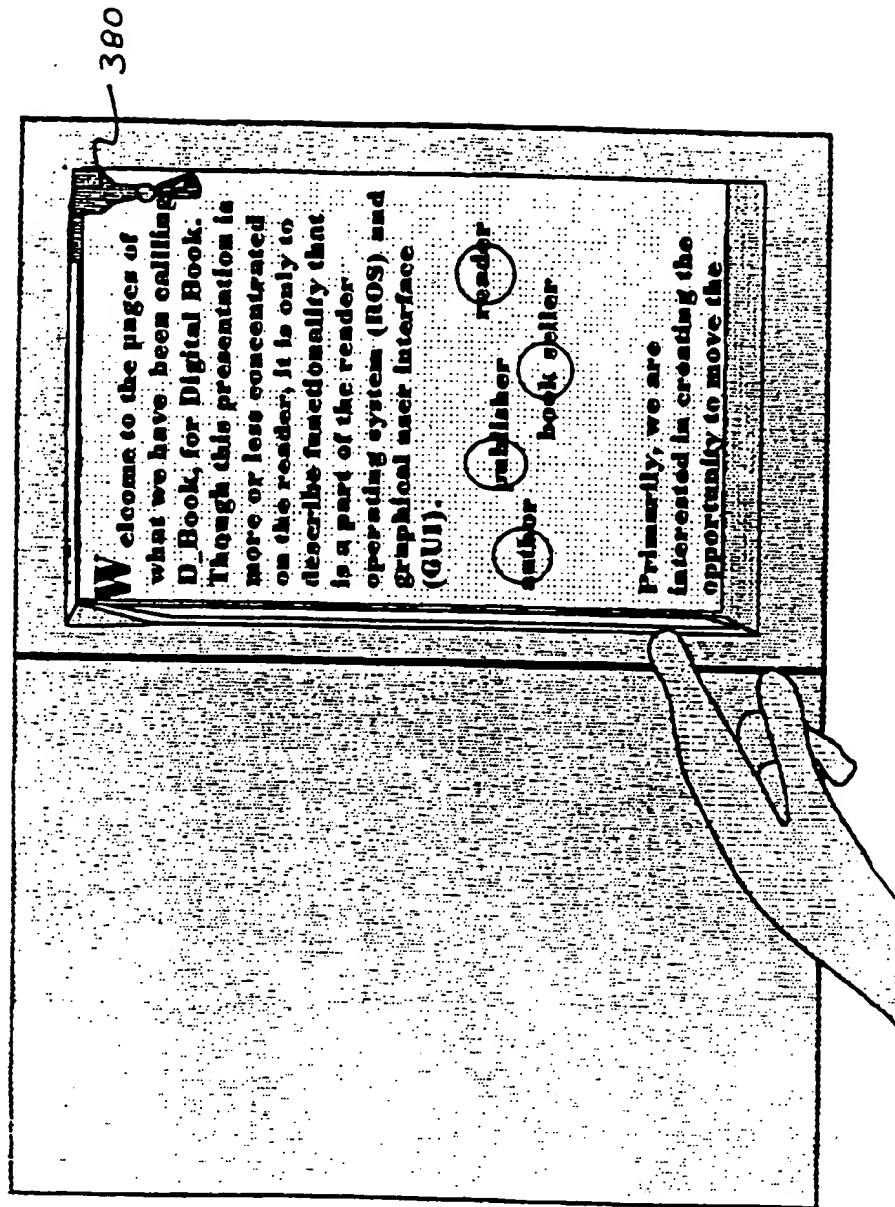 380
Welcome to the pages of
what we have been callling
D_Book, for Digital Book.
Though this presentation is
more or less concentrated
on the reader, it is only to
describe functionality that
is a part of the reader
operating system (ROS) and
graphical user interface
(GUI).
author publisher reader
book seller
Primarily, we are
interested in creating the
opportunity to move the